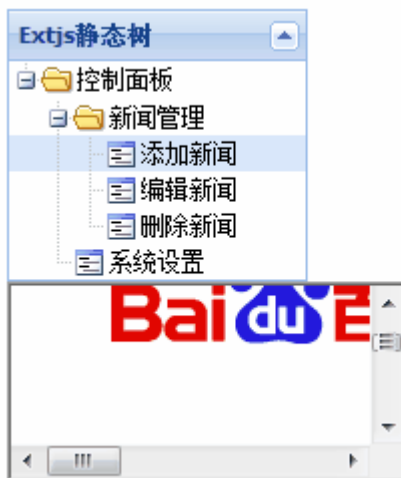 Extjs静态树
控制面板
新闻管理
添加新闻
编辑新闻
删除新闻
系统设置
Bai du 百